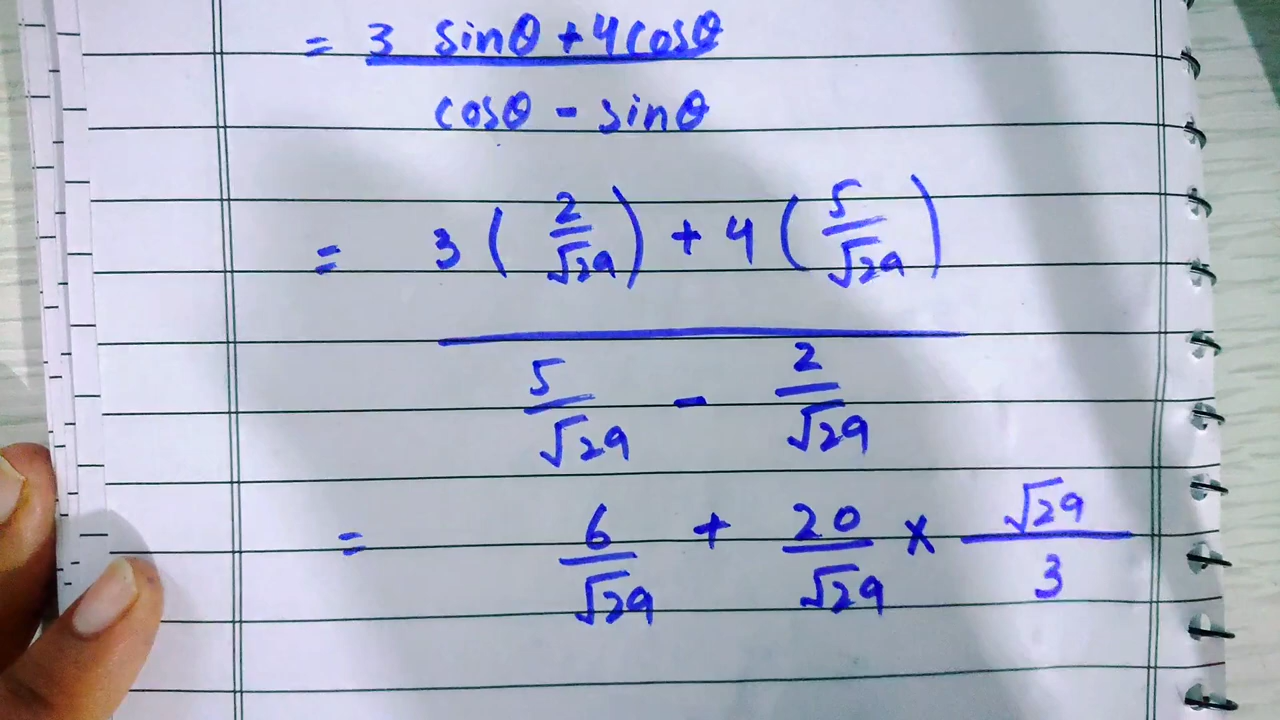 = 3 sinθ + 4cosθ
cosθ - sinθ
= 3 ( 2/√29 ) + 4 ( 5/√29 )
5/√29 - 2/√29
= 6/√29 + 20/√29 × √29/3